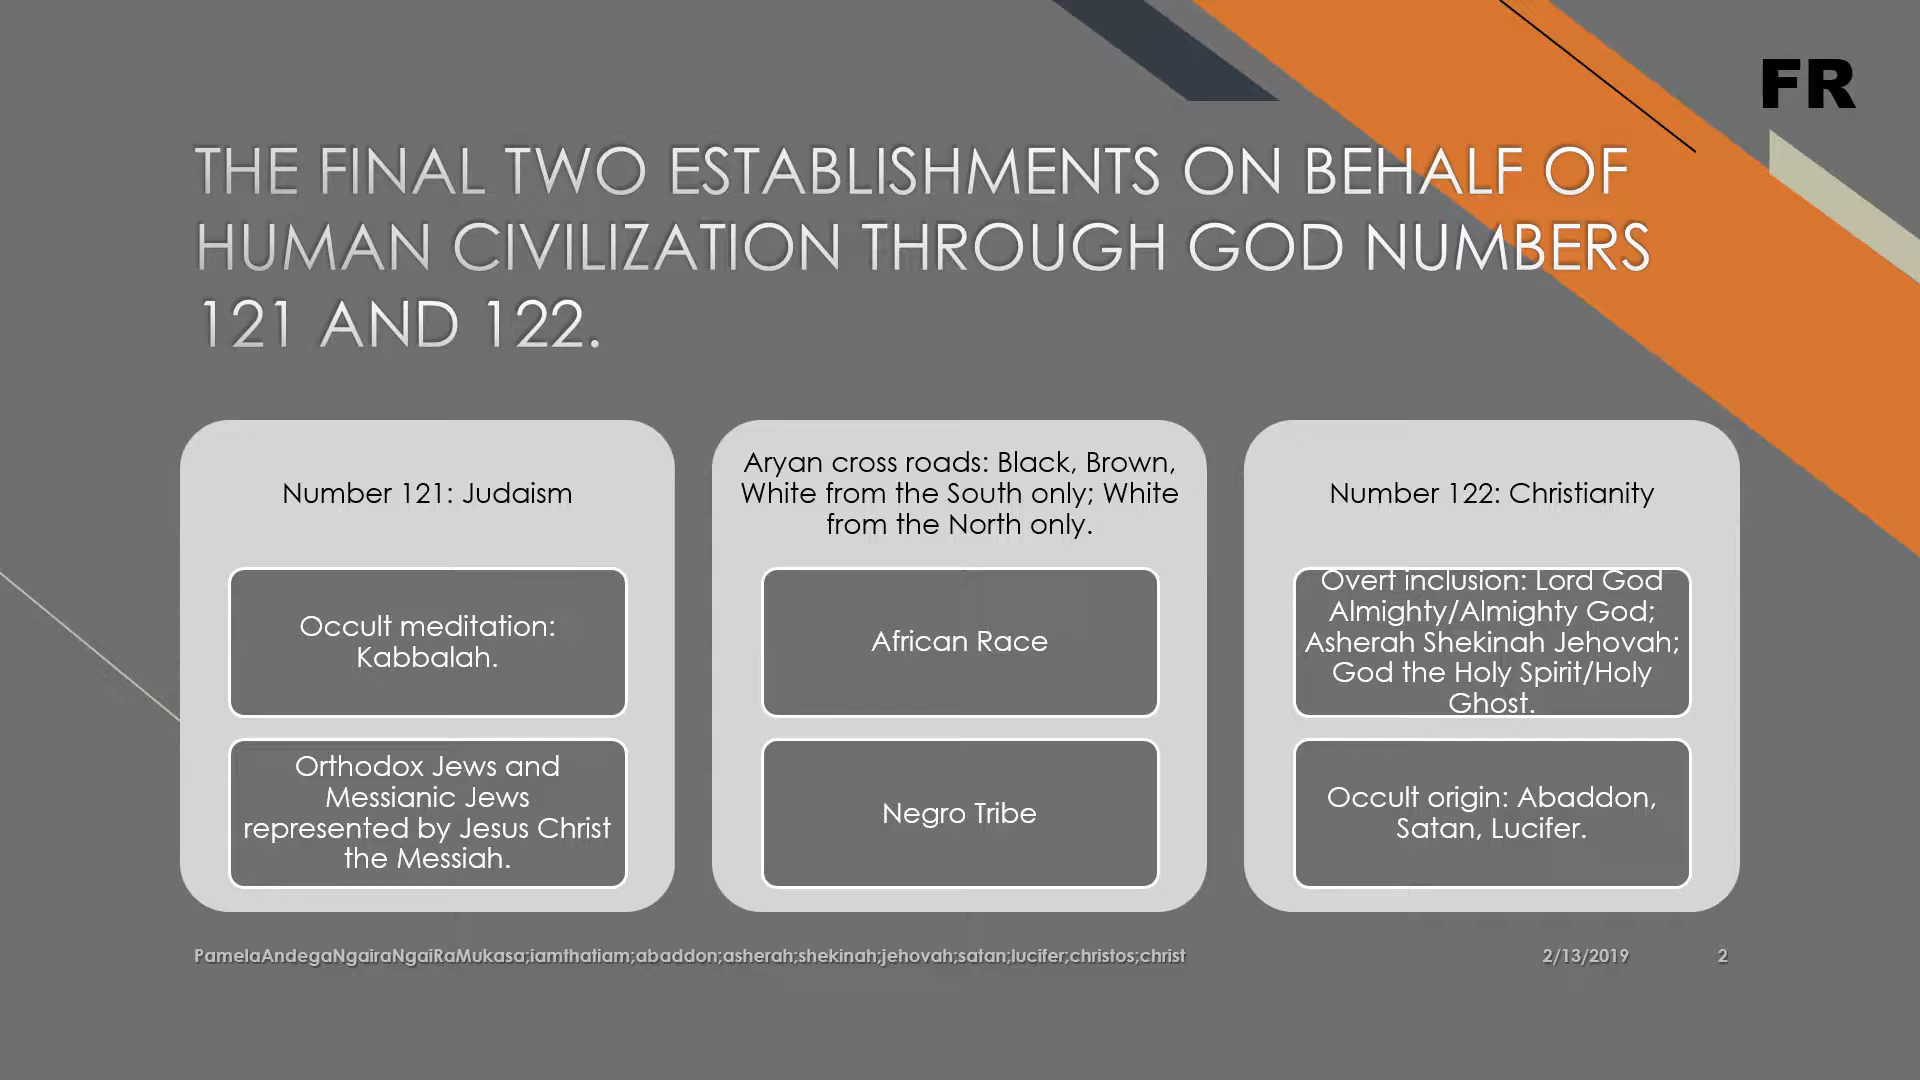 FR
THE FINAL TWO ESTABLISHMENTS ON BEHALF OF
HUMAN CIVILIZATION THROUGH GOD NUMBERS
121 AND 122.
Number 121: Judaism
Occult meditation:
Kabbalah.
Orthodox Jews and
Messianic Jews
represented by Jesus Christ
the Messiah.
Aryan cross roads: Black, Brown,
White from the South only; White
from the North only.
African Race
Negro Tribe
Number 122: Christianity
Overt inclusion: Lord God
Almighty/Almighty God;
Asherah Shekinah Jehovah;
God the Holy Spirit/Holy
Ghost.
Occult origin: Abaddon,
Satan, Lucifer.
PamelaAndegaNgairaNgaiRaMukasa;iamthatiam;abaddon;asherah;shekinah;jehovah;satan;lucifer;christos;christ
2/13/2019
2